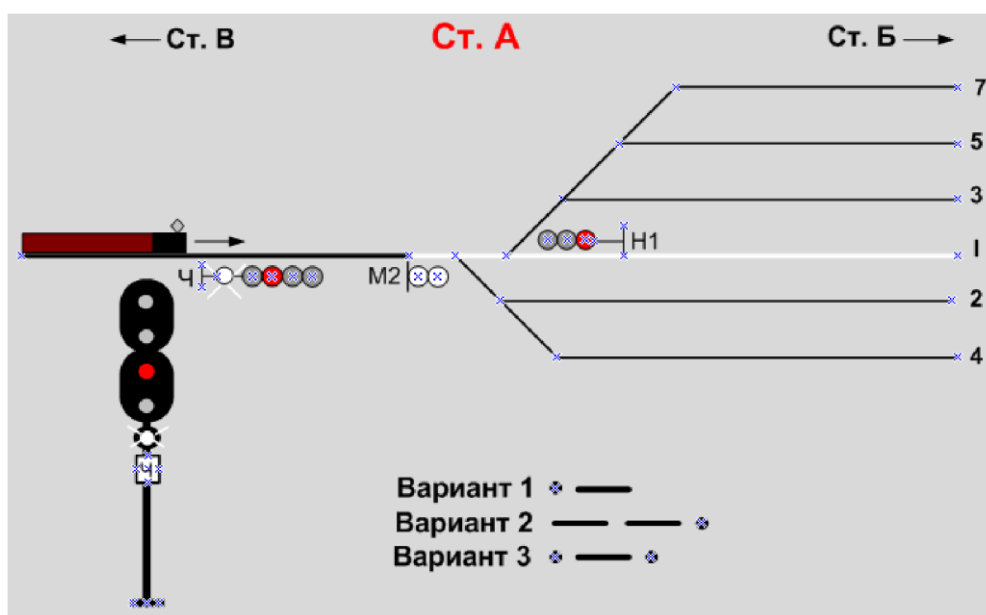 Ст. В Ст. А Ст. Б
7
5
3
Н1
I
Ч М2
2
4
Ч
Вариант 1
Вариант 2
Вариант 3